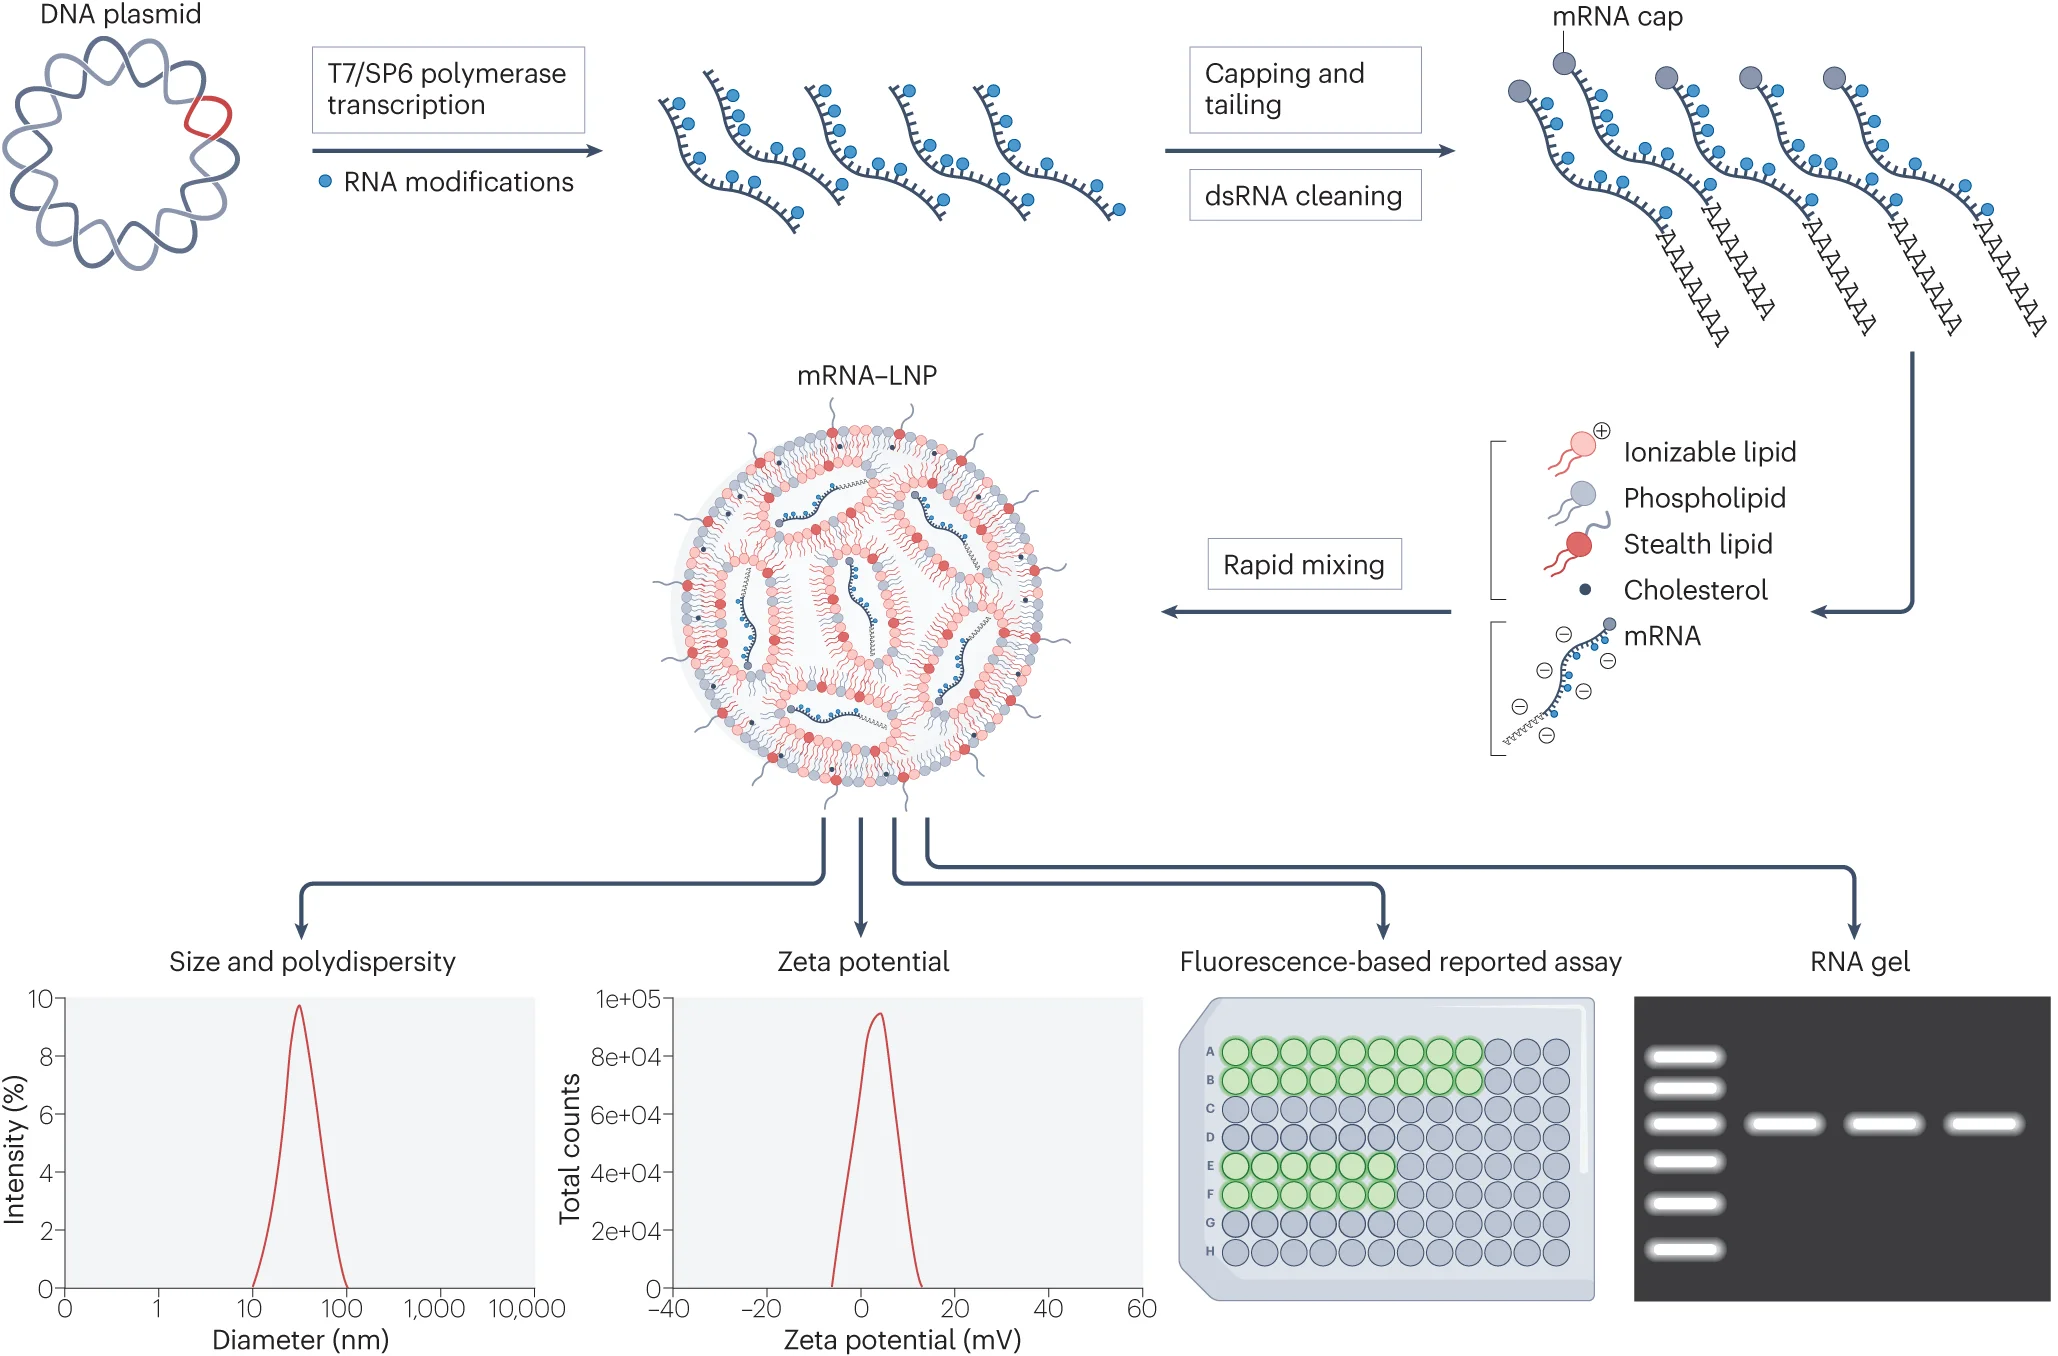 DNA plasmid
T7/SP6 polymerase
transcription
RNA modifications
Capping and
tailing
dsRNA cleaning
mRNA cap
AAAAAAA
AAAAAAA
AAAAAAA
AAAAAAA
AAAAAAA
mRNA–LNP
Rapid mixing
+
Ionizable lipid
Phospholipid
Stealth lipid
Cholesterol
mRNA
Size and polydispersity
Intensity (%)
10
8
6
4
2
0
0 1 10 100 1,000 10,000
Diameter (nm)
Zeta potential
Total counts
1e+05
8e+04
6e+04
4e+04
2e+04
0
–40 –20 0 20 40 60
Zeta potential (mV)
Fluorescence-based reported assay
A
B
C
D
E
F
G
H
RNA gel